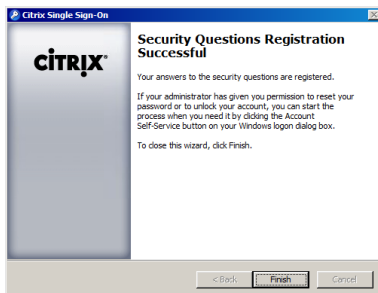 Citrix Single Sign-On
CİTRIX
Security Questions Registration
Successful
Your answers to the security questions are registered.
If your administrator has given you permission to reset your
password or to unlock your account, you can start the
process when you need it by clicking the Account
Self-Service button on your Windows logon dialog box.
To close this wizard, click Finish.
< Back
Finish
Cancel